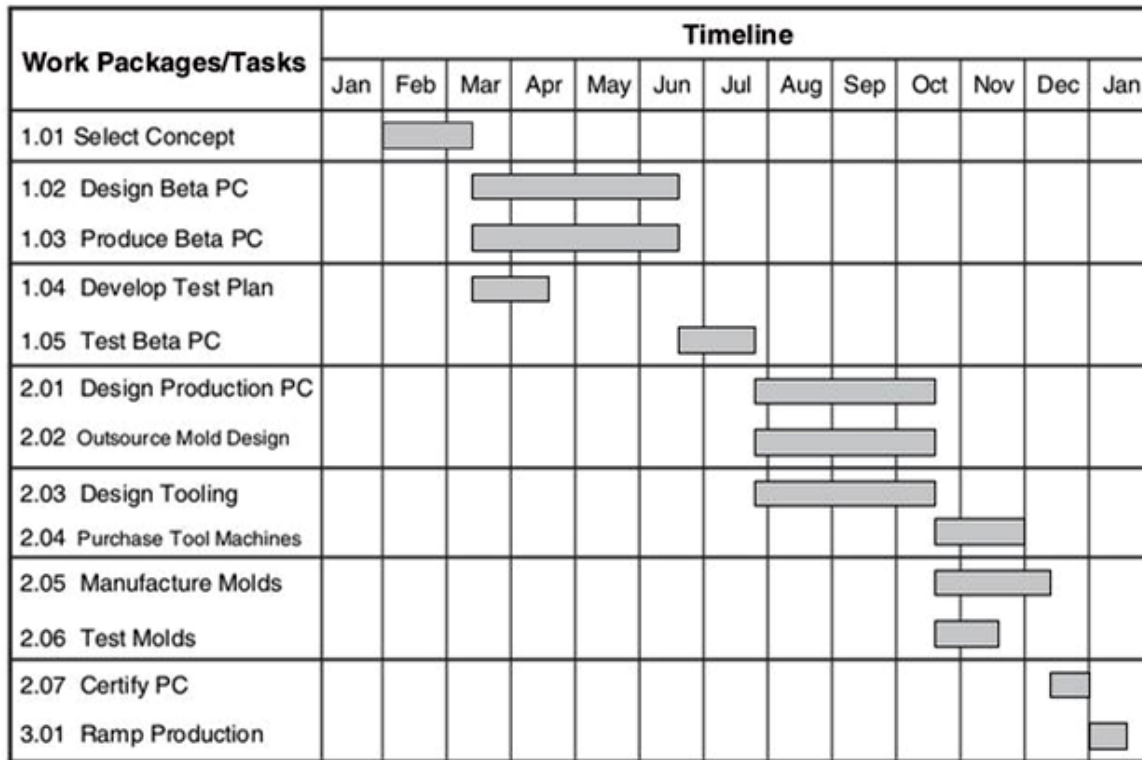 Work Packages/Tasks
Timeline
Jan Feb Mar Apr May Jun Jul Aug Sep Oct Nov Dec Jan
1.01 Select Concept
1.02 Design Beta PC
1.03 Produce Beta PC
1.04 Develop Test Plan
1.05 Test Beta PC
2.01 Design Production PC
2.02 Outsource Mold Design
2.03 Design Tooling
2.04 Purchase Tool Machines
2.05 Manufacture Molds
2.06 Test Molds
2.07 Certify PC
3.01 Ramp Production